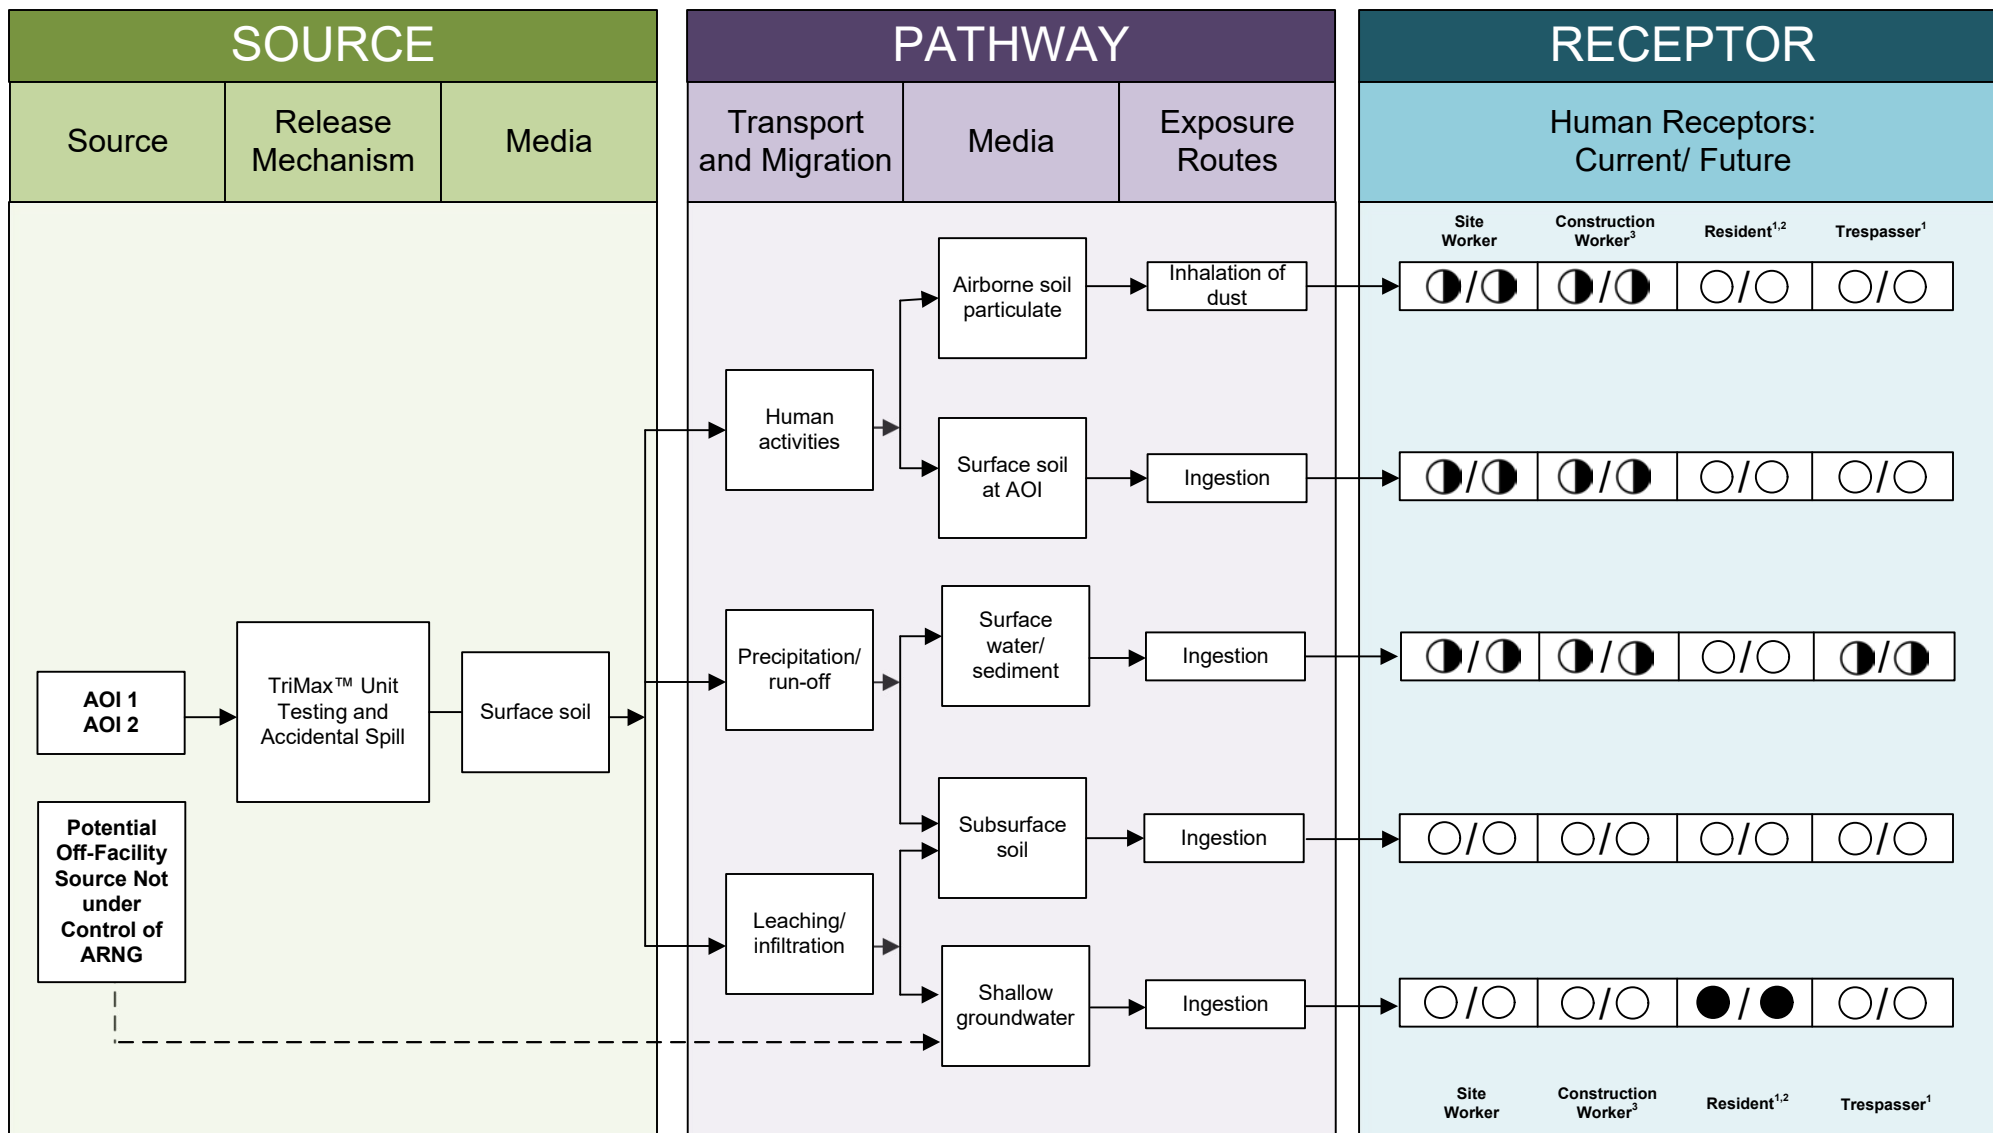 SOURCE
PATHWAY
RECEPTOR
Source
Release
Mechanism
Media
Transport
and Migration
Media
Exposure
Routes
Human Receptors:
Current/ Future
Site
Worker
Construction
Worker3
Resident1,2
Trespasser1
Airborne soil
particulate
Inhalation of
dust
/
/
/
/
Human
activities
Surface soil
at AOI
Ingestion
/
/
/
/
AOI 1
AOI 2
TriMax™ Unit
Testing and
Accidental Spill
Surface soil
Precipitation/
run-off
Surface
water/
sediment
Ingestion
/
/
/
/
Potential
Off-Facility
Source Not
under
Control of
ARNG
Subsurface
soil
Ingestion
/
/
/
/
Leaching/
infiltration
Shallow
groundwater
Ingestion
/
/
/
/
Site
Worker
Construction
Worker3
Resident1,2
Trespasser1